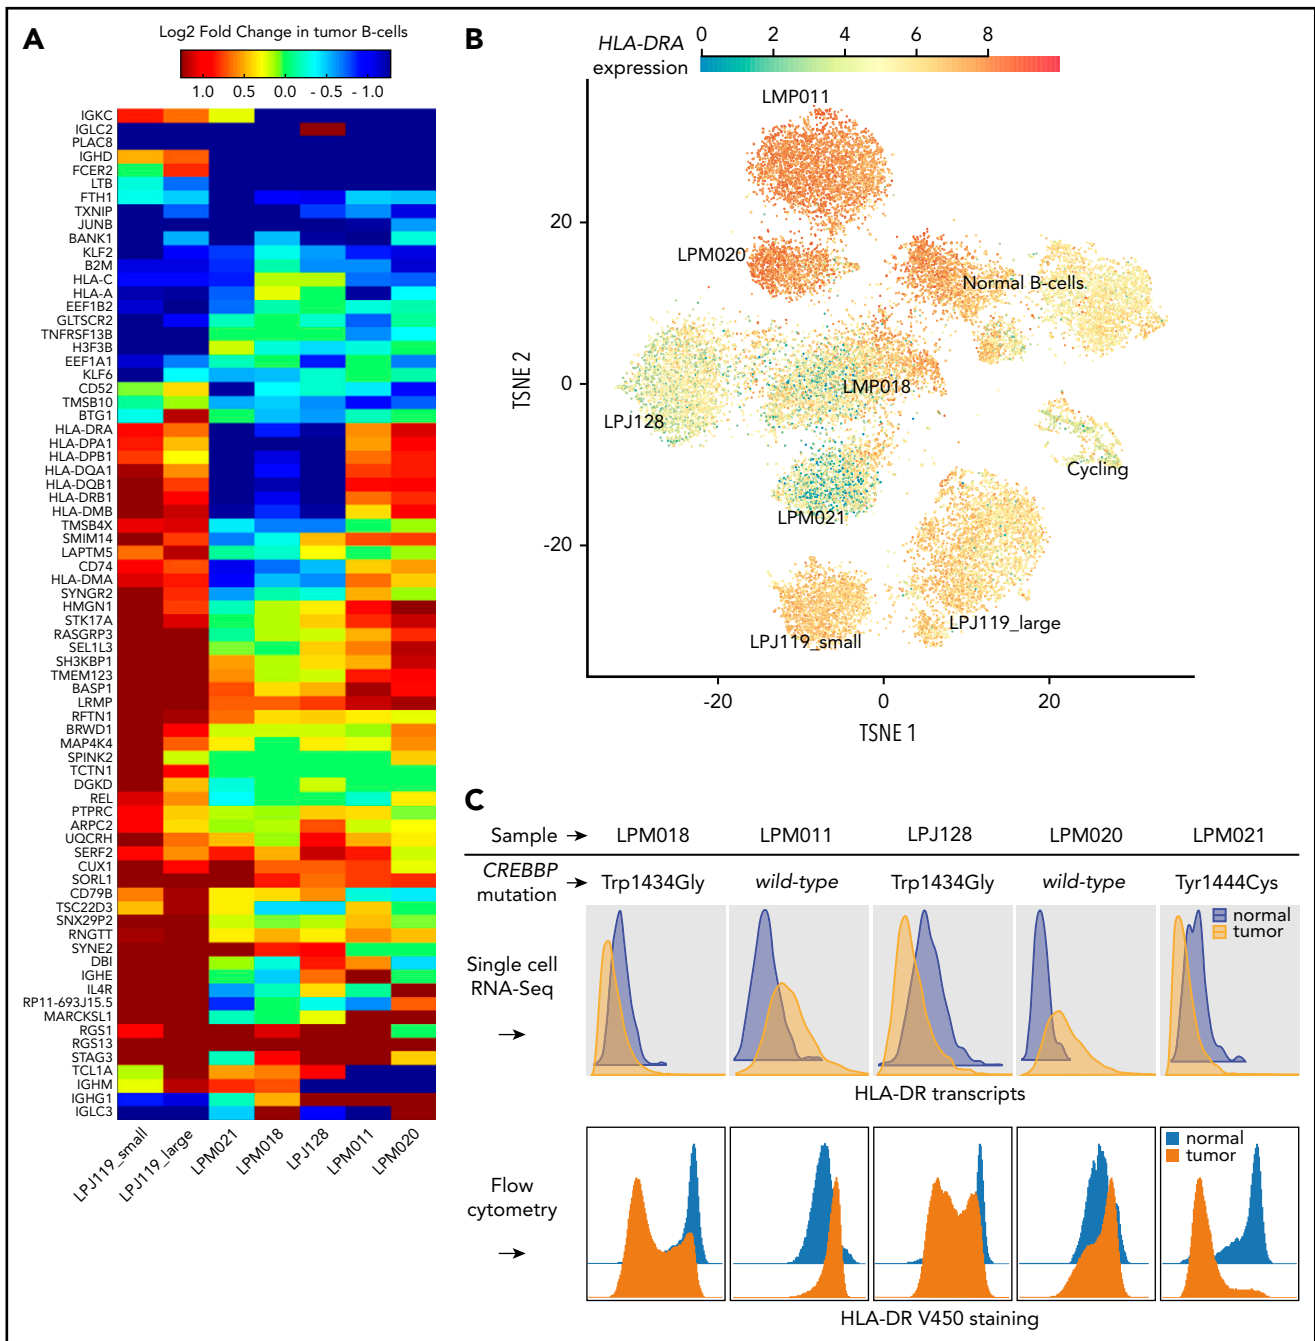 A
Log2 Fold Change in tumor B-cells
1.0 0.5 0.0 - 0.5 - 1.0
IGKC
IGLC2
PLAC8
IGHD
FCER2
LTB
FTH1
TXNIP
JUNB
BANK1
KLF2
B2M
HLA-C
HLA-A
EEF1B2
GLTSCR2
TNFRSF13B
H3F3B
EEF1A1
KLF6
CD52
TMSB10
BTG1
HLA-DRA
HLA-DPA1
HLA-DPB1
HLA-DQA1
HLA-DQB1
HLA-DRB1
HLA-DMB
TMSB4X
SMIM14
LAPTM5
CD74
HLA-DMA
SYNGR2
HMGN1
STK17A
RASGRP3
SEL1L3
SH3KBP1
TMEM123
BASP1
LRMP
RFTN1
BRWD1
MAP4K4
SPINK2
TCTN1
DGKD
REL
PTPRC
ARPC2
UQCRH
SERF2
CUX1
SORL1
CD79B
TSC22D3
SNX29P2
RNGTT
SYNE2
DBI
IGHE
IL4R
RP11-693J15.5
MARCKSL1
RGS1
RGS13
STAG3
TCL1A
IGHM
IGHG1
IGLC3
LPJ119_small LPJ119_large LPM021 LPM018 LPJ128 LPM011 LPM020
B
HLA-DRA expression
0 2 4 6 8
LMP011
LPM020
Normal B-cells
LMP018
LPJ128
Cycling
LPM021
LPJ119_large
LPJ119_small
20
0
-20
TSNE 2
-20 0 20
TSNE 1
C
Sample → LPM018 LPM011 LPJ128 LPM020 LPM021
CREBBP
mutation → Trp1434Gly wild-type Trp1434Gly wild-type Tyr1444Cys
normal
tumor
Single cell
RNA-Seq
→
HLA-DR transcripts
normal
tumor
Flow
cytometry
→
HLA-DR V450 staining